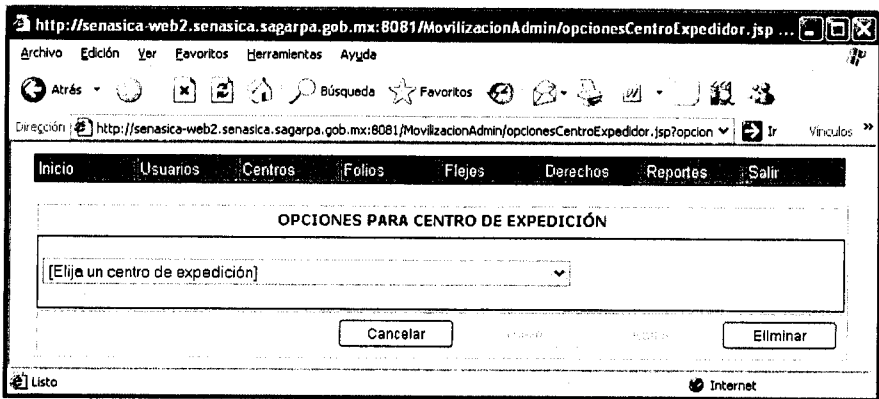 http://senasica-web2.senasica.sagarpa.gob.mx:8081/MovilizacionAdmin/opcionesCentroExpedidor.jsp ...
Archivo Edición Ver Favoritos Herramientas Ayuda
Atrás Búsqueda Favoritos
Dirección http://senasica-web2.senasica.sagarpa.gob.mx:8081/MovilizacionAdmin/opcionesCentroExpedidor.jsp?opcion Ir Vínculos »
Inicio Usuarios Centros Folios Flejes Derechos Reportes Salir
OPCIONES PARA CENTRO DE EXPEDICIÓN
[Elija un centro de expedición]
Cancelar Eliminar
Listo Internet